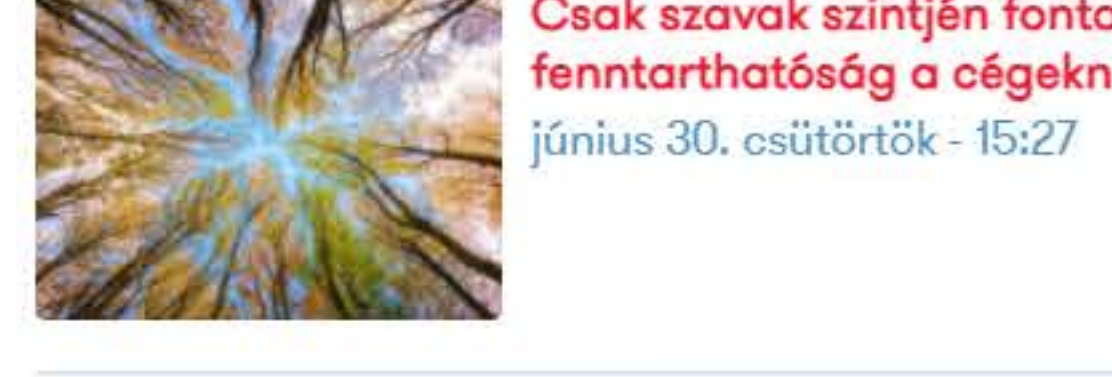 Csak szavak szintjén
fenntarthatóság a
június 30. csütörtök - 15:27